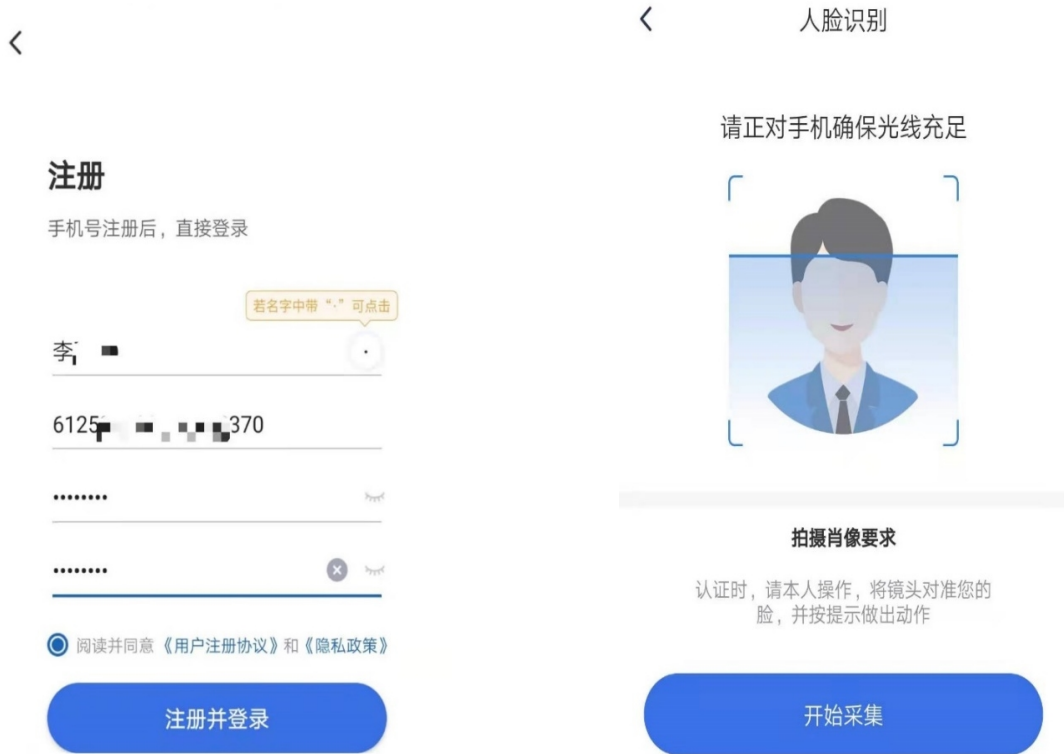 注册
手机号注册后，直接登录
若名字中带“·”可点击
李
6125
370
阅读并同意《用户注册协议》和《隐私政策》
注册并登录
人脸识别
请正对手机确保光线充足
拍摄肖像要求
认证时，请本人操作，将镜头对准您的
脸，并按提示做出动作
开始采集